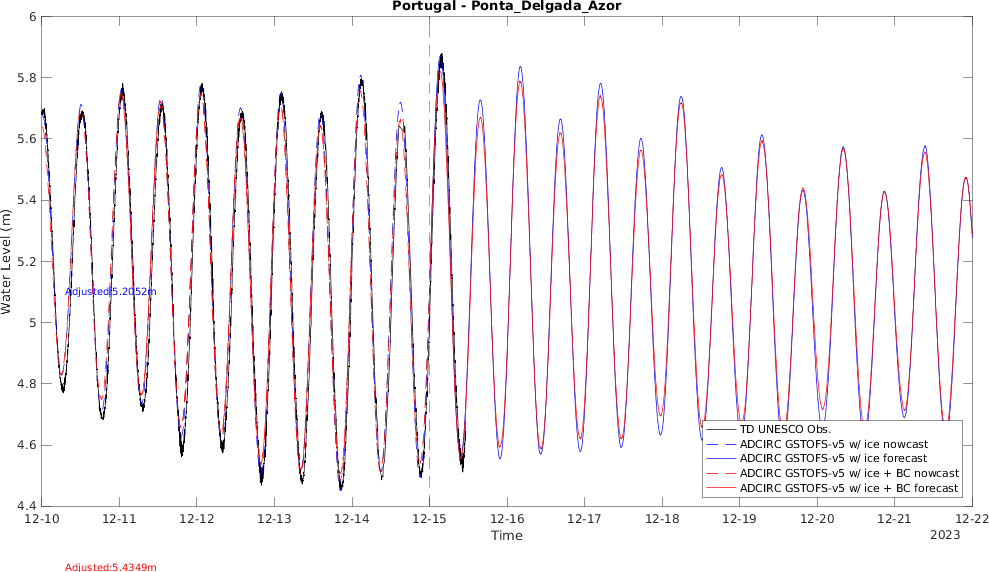 Portugal - Ponta_Delgada_Azor
6
5.8
5.6
5.4
5.2
5
4.8
4.6
4.4
Water Level (m)
Adjusted:5.2052m
TD UNESCO Obs.
ADCIRC GSTOFS-v5 w/ ice nowcast
ADCIRC GSTOFS-v5 w/ ice forecast
ADCIRC GSTOFS-v5 w/ ice + BC nowcast
ADCIRC GSTOFS-v5 w/ ice + BC forecast
12-10 12-11 12-12 12-13 12-14 12-15 12-16 12-17 12-18 12-19 12-20 12-21 12-22
Time
2023
Adjusted:5.4349m